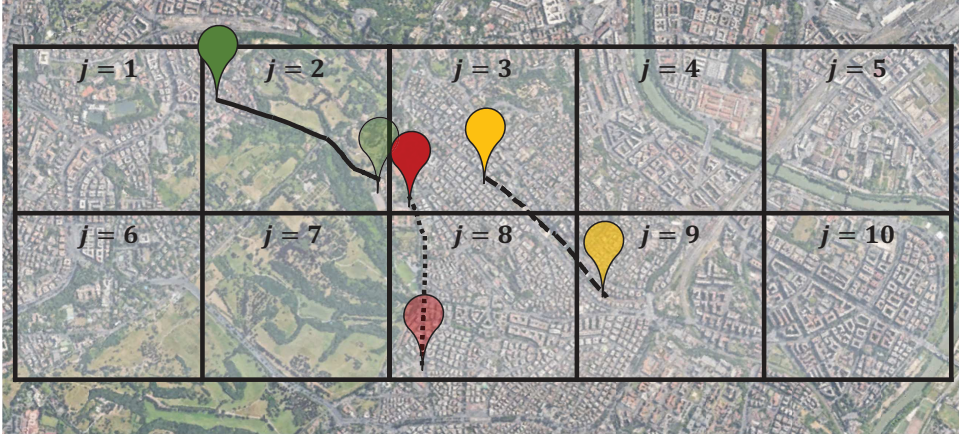 j = 1
j = 2
j = 3
j = 4
j = 5
j = 6
j = 7
j = 8
j = 9
j = 10